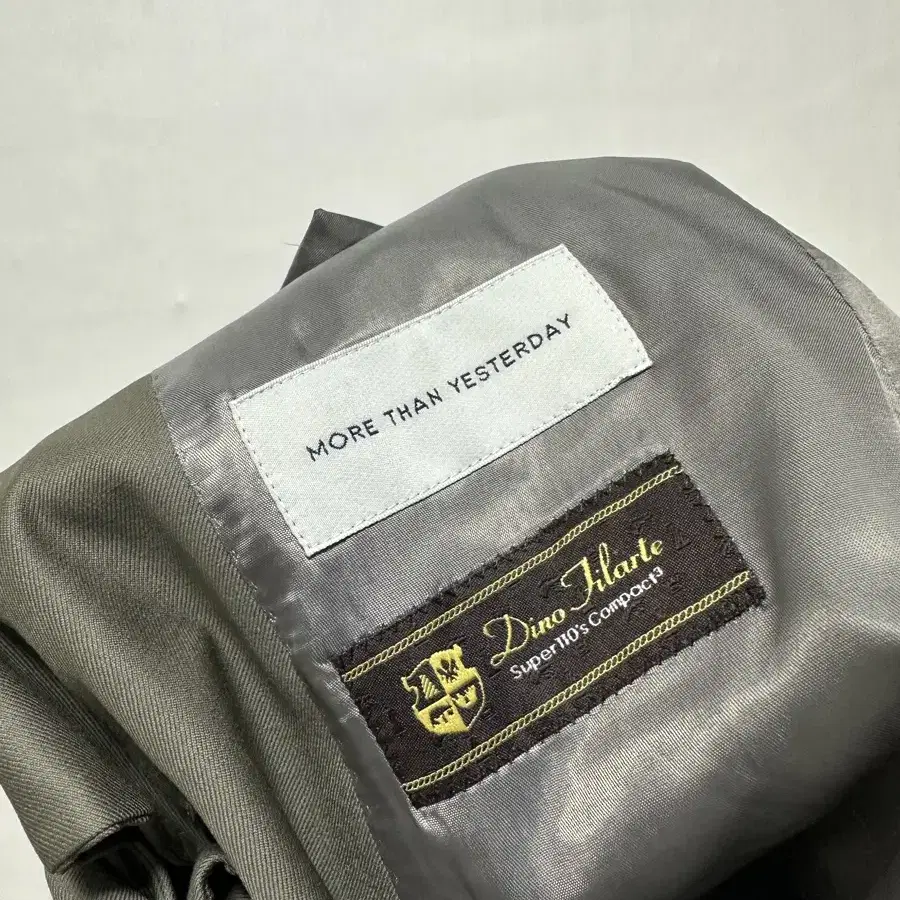 MORE THAN YESTERDAY
Dino Filarte
Super110's Compact³